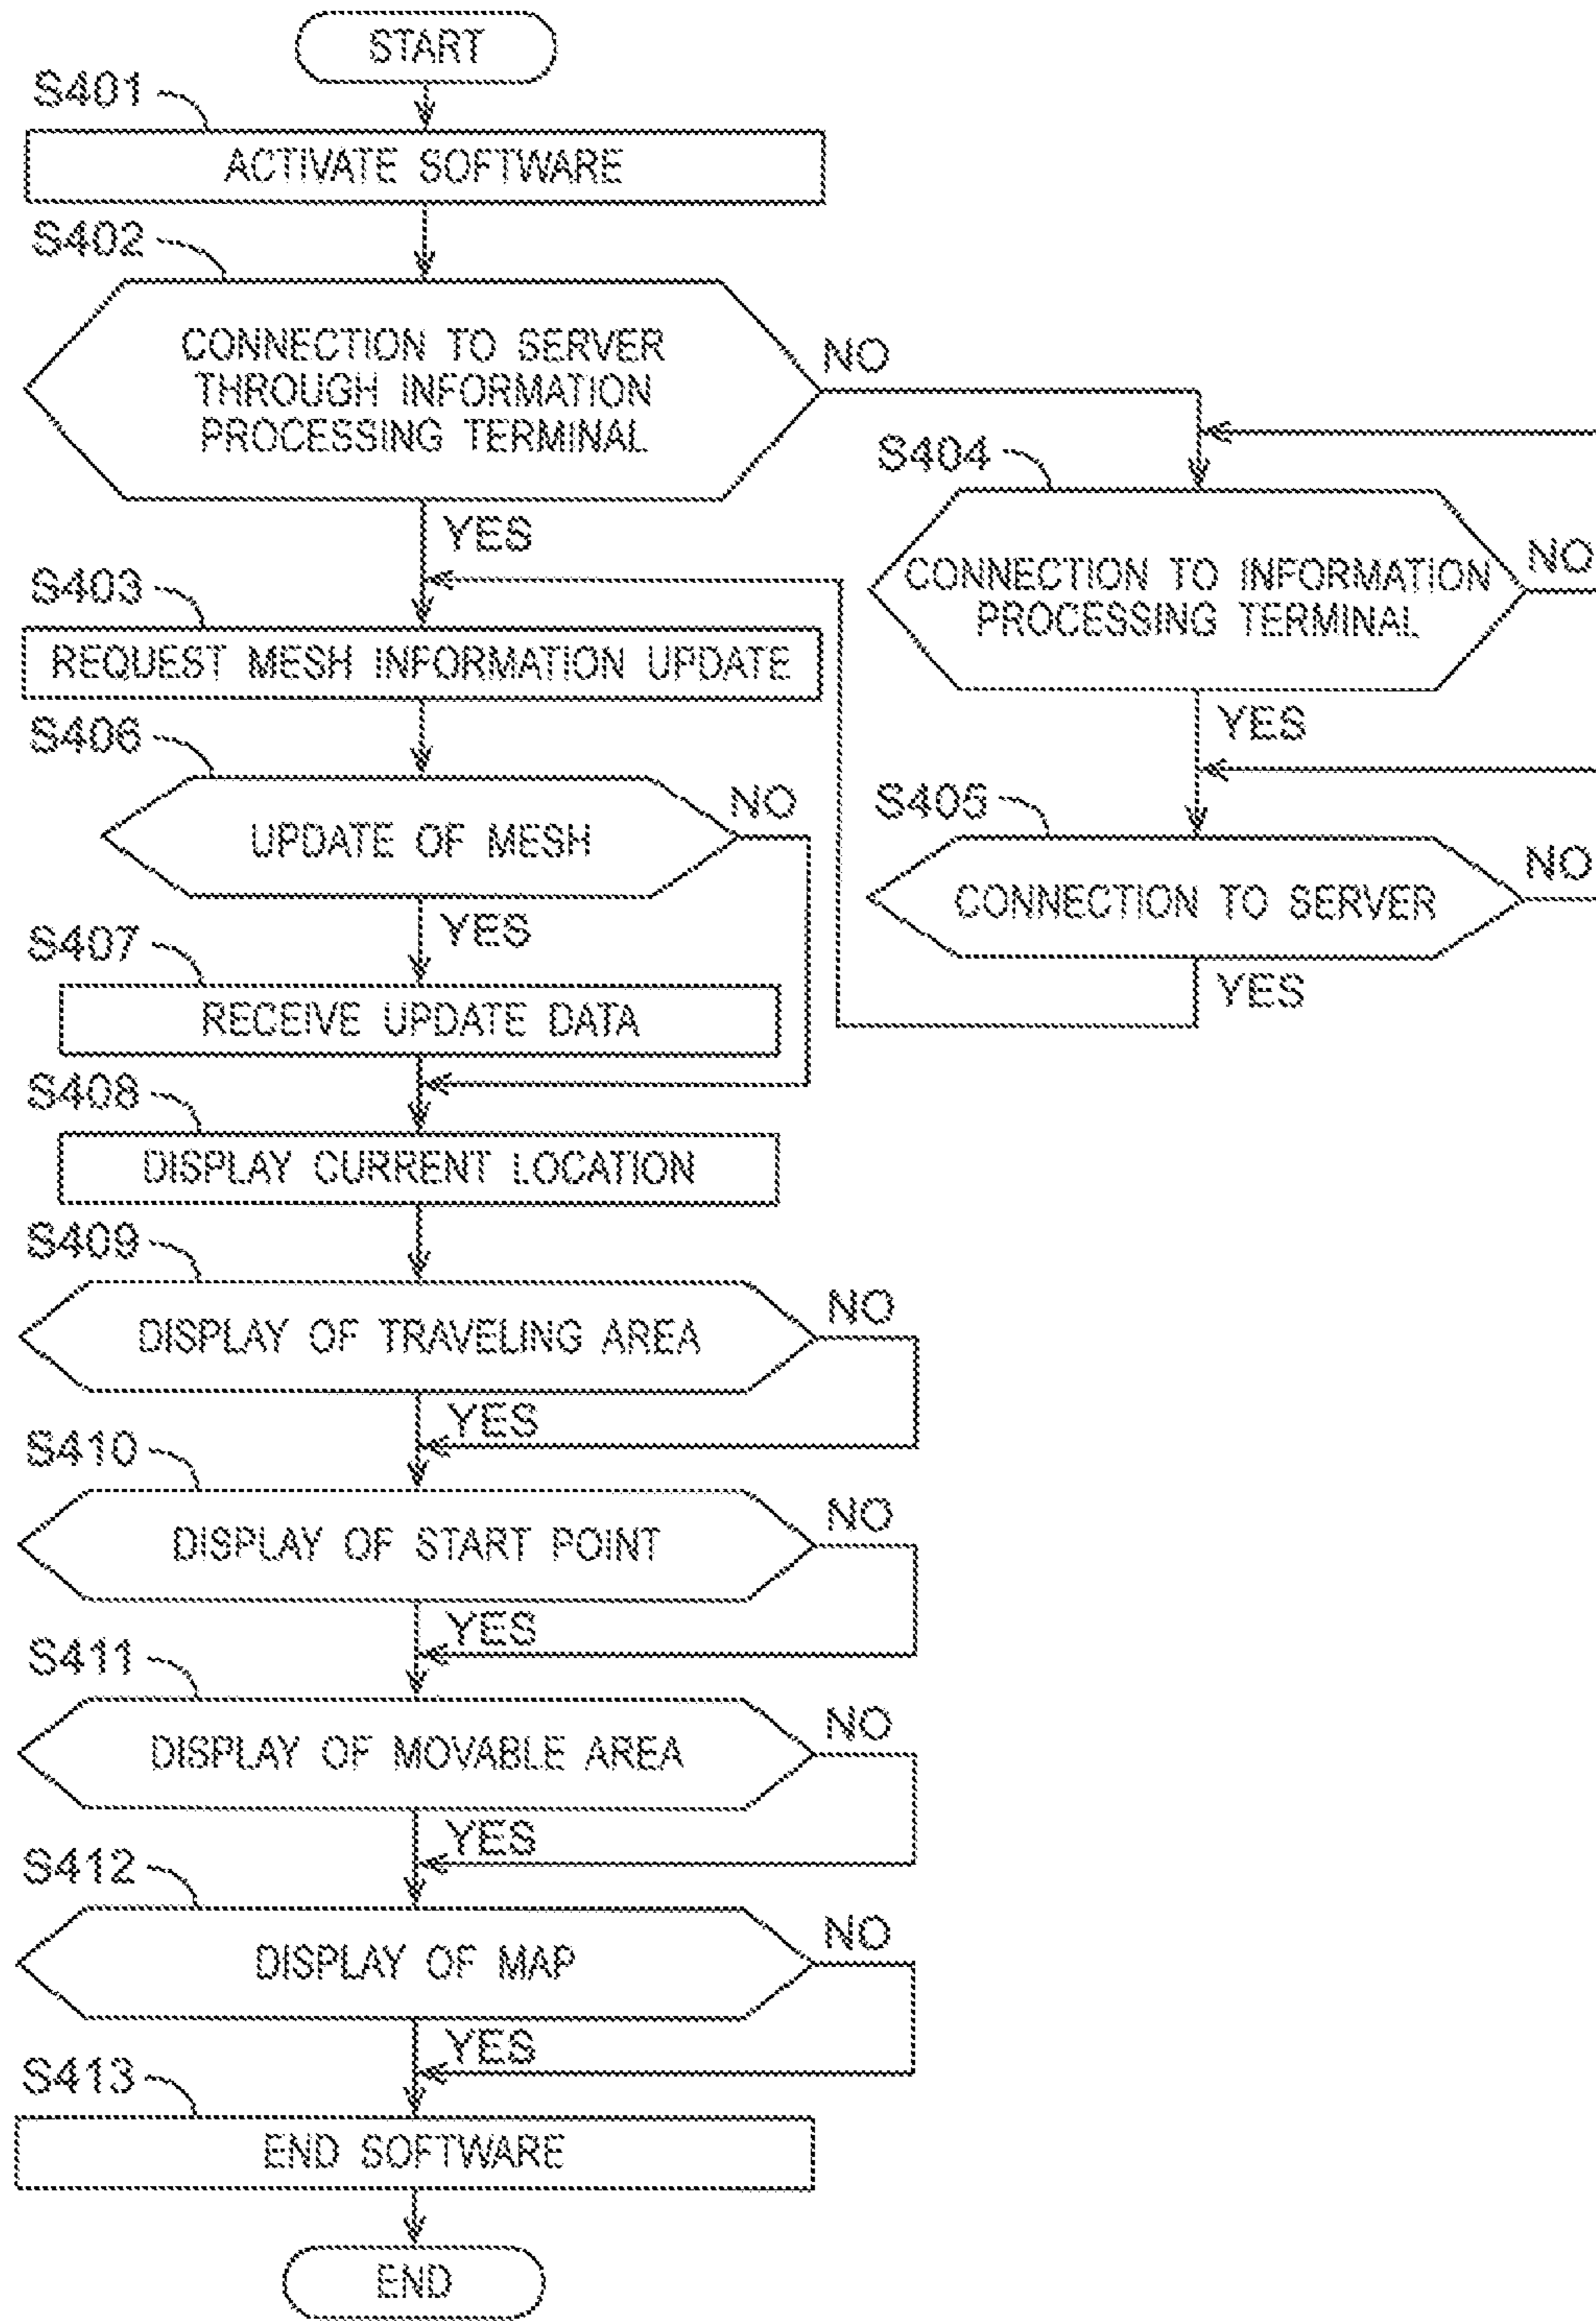 START
S401
ACTIVATE SOFTWARE
S402
CONNECTION TO SERVER
THROUGH INFORMATION
PROCESSING TERMINAL
NO
YES
S404
CONNECTION TO INFORMATION
PROCESSING TERMINAL
NO
YES
S405
CONNECTION TO SERVER
NO
YES
S403
REQUEST MESH INFORMATION UPDATE
S406
UPDATE OF MESH
NO
YES
S407
RECEIVE UPDATE DATA
S408
DISPLAY CURRENT LOCATION
S409
DISPLAY OF TRAVELING AREA
NO
YES
S410
DISPLAY OF START POINT
NO
YES
S411
DISPLAY OF MOVABLE AREA
NO
YES
S412
DISPLAY OF MAP
NO
YES
S413
END SOFTWARE
END